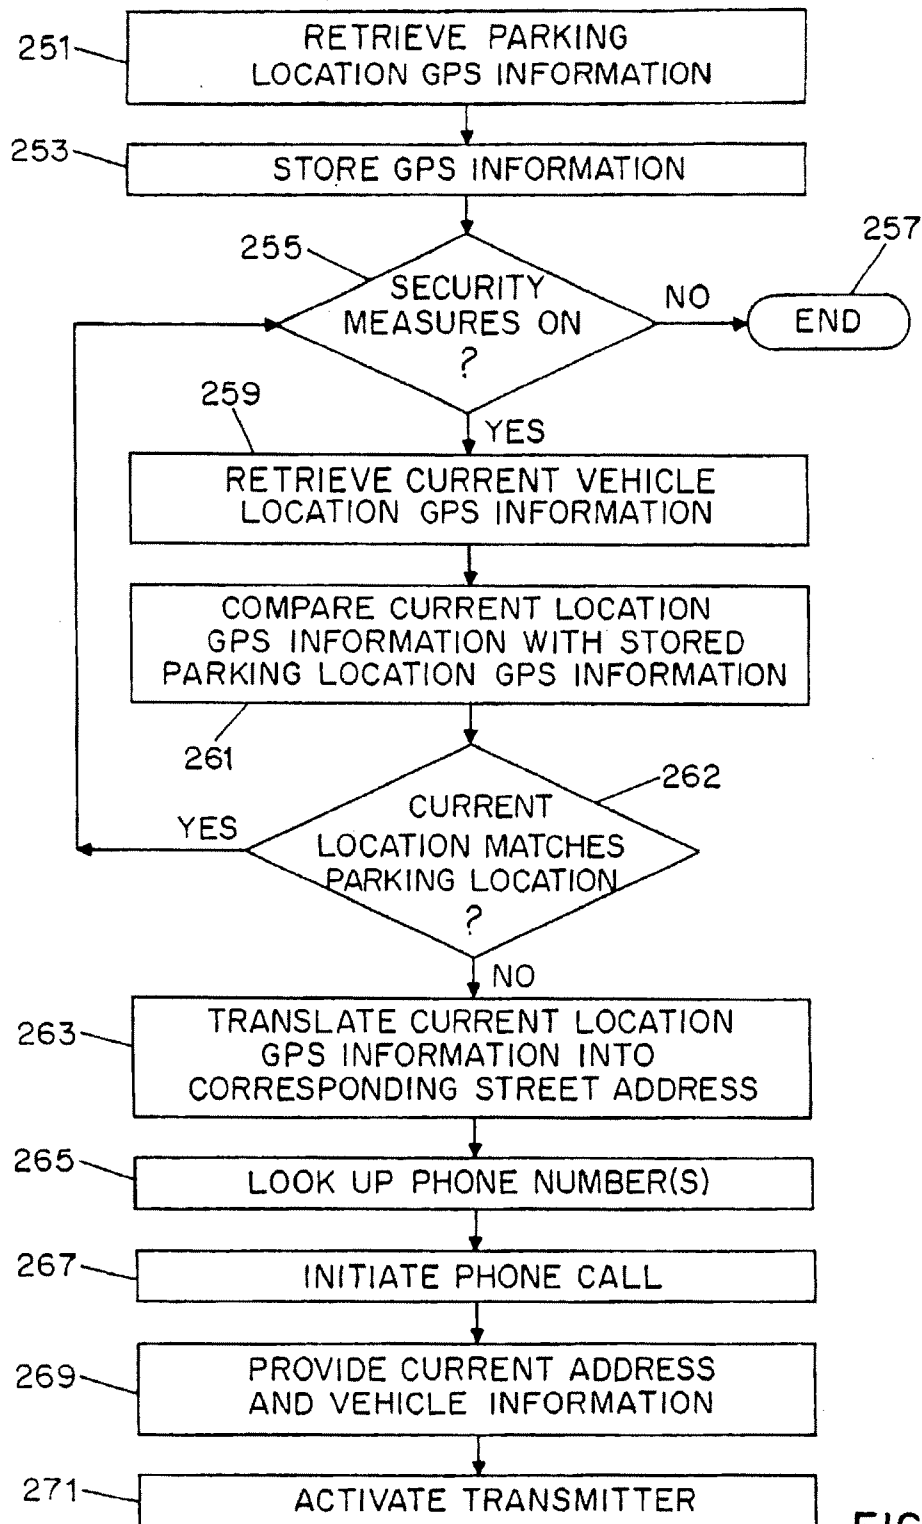 251
RETRIEVE PARKING
LOCATION GPS INFORMATION
253
STORE GPS INFORMATION
255
SECURITY
MEASURES ON
?
NO
257
END
YES
259
RETRIEVE CURRENT VEHICLE
LOCATION GPS INFORMATION
COMPARE CURRENT LOCATION
GPS INFORMATION WITH STORED
PARKING LOCATION GPS INFORMATION
261
262
YES
CURRENT
LOCATION MATCHES
PARKING LOCATION
?
NO
263
TRANSLATE CURRENT LOCATION
GPS INFORMATION INTO
CORRESPONDING STREET ADDRESS
265
LOOK UP PHONE NUMBER(S)
267
INITIATE PHONE CALL
269
PROVIDE CURRENT ADDRESS
AND VEHICLE INFORMATION
271
ACTIVATE TRANSMITTER